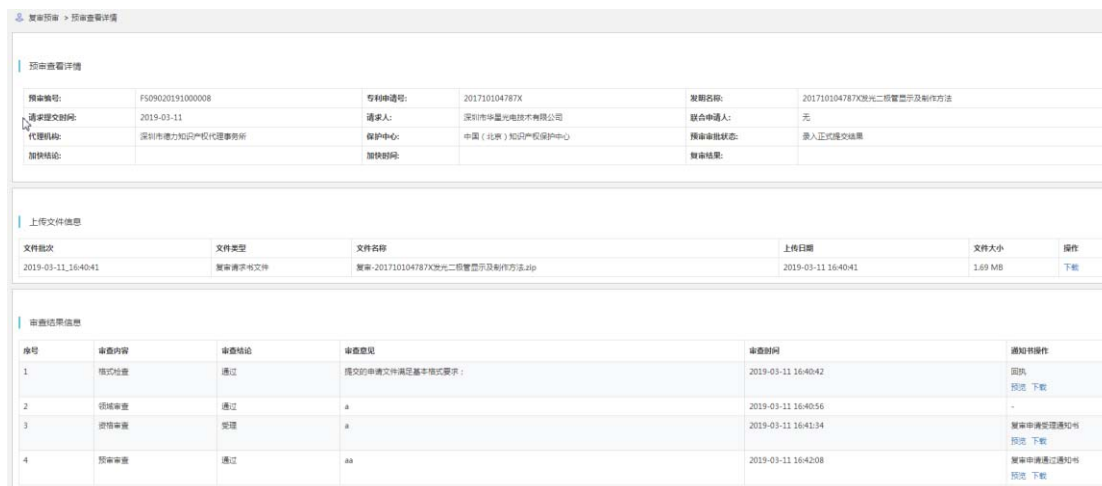 复审预审 > 预审查看详情
预审查看详情
预审编号: FS09020191000008 专利申请号: 201710104787X 发明名称: 201710104787X发光二极管显示及制作方法
请求提交时间: 2019-03-11 请求人: 深圳市华星光电技术有限公司 联合申请人: 无
代理机构: 深圳市德力知识产权代理事务所 保护中心: 中国(北京)知识产权保护中心 预审审批状态: 录入正式提交结果
加快结论: 加快时间: 复审结果:
上传文件信息
文件批次 文件类型 文件名称 上传日期 文件大小 操作
2019-03-11_16:40:41 复审请求书文件 复审-201710104787X发光二极管显示及制作方法.zip 2019-03-11 16:40:41 1.69 MB 下载
审查结果信息
序号 审查内容 审查结论 审查意见 审查时间 通知书操作
1 格式检查 通过 提交的申请文件满足基本格式要求; 2019-03-11 16:40:42 回执
预览 下载
2 领域审查 通过 a 2019-03-11 16:40:56 -
3 资格审查 受理 a 2019-03-11 16:41:34 复审申请受理通知书
预览 下载
4 预审审查 通过 aa 2019-03-11 16:42:08 复审申请通过通知书
预览 下载